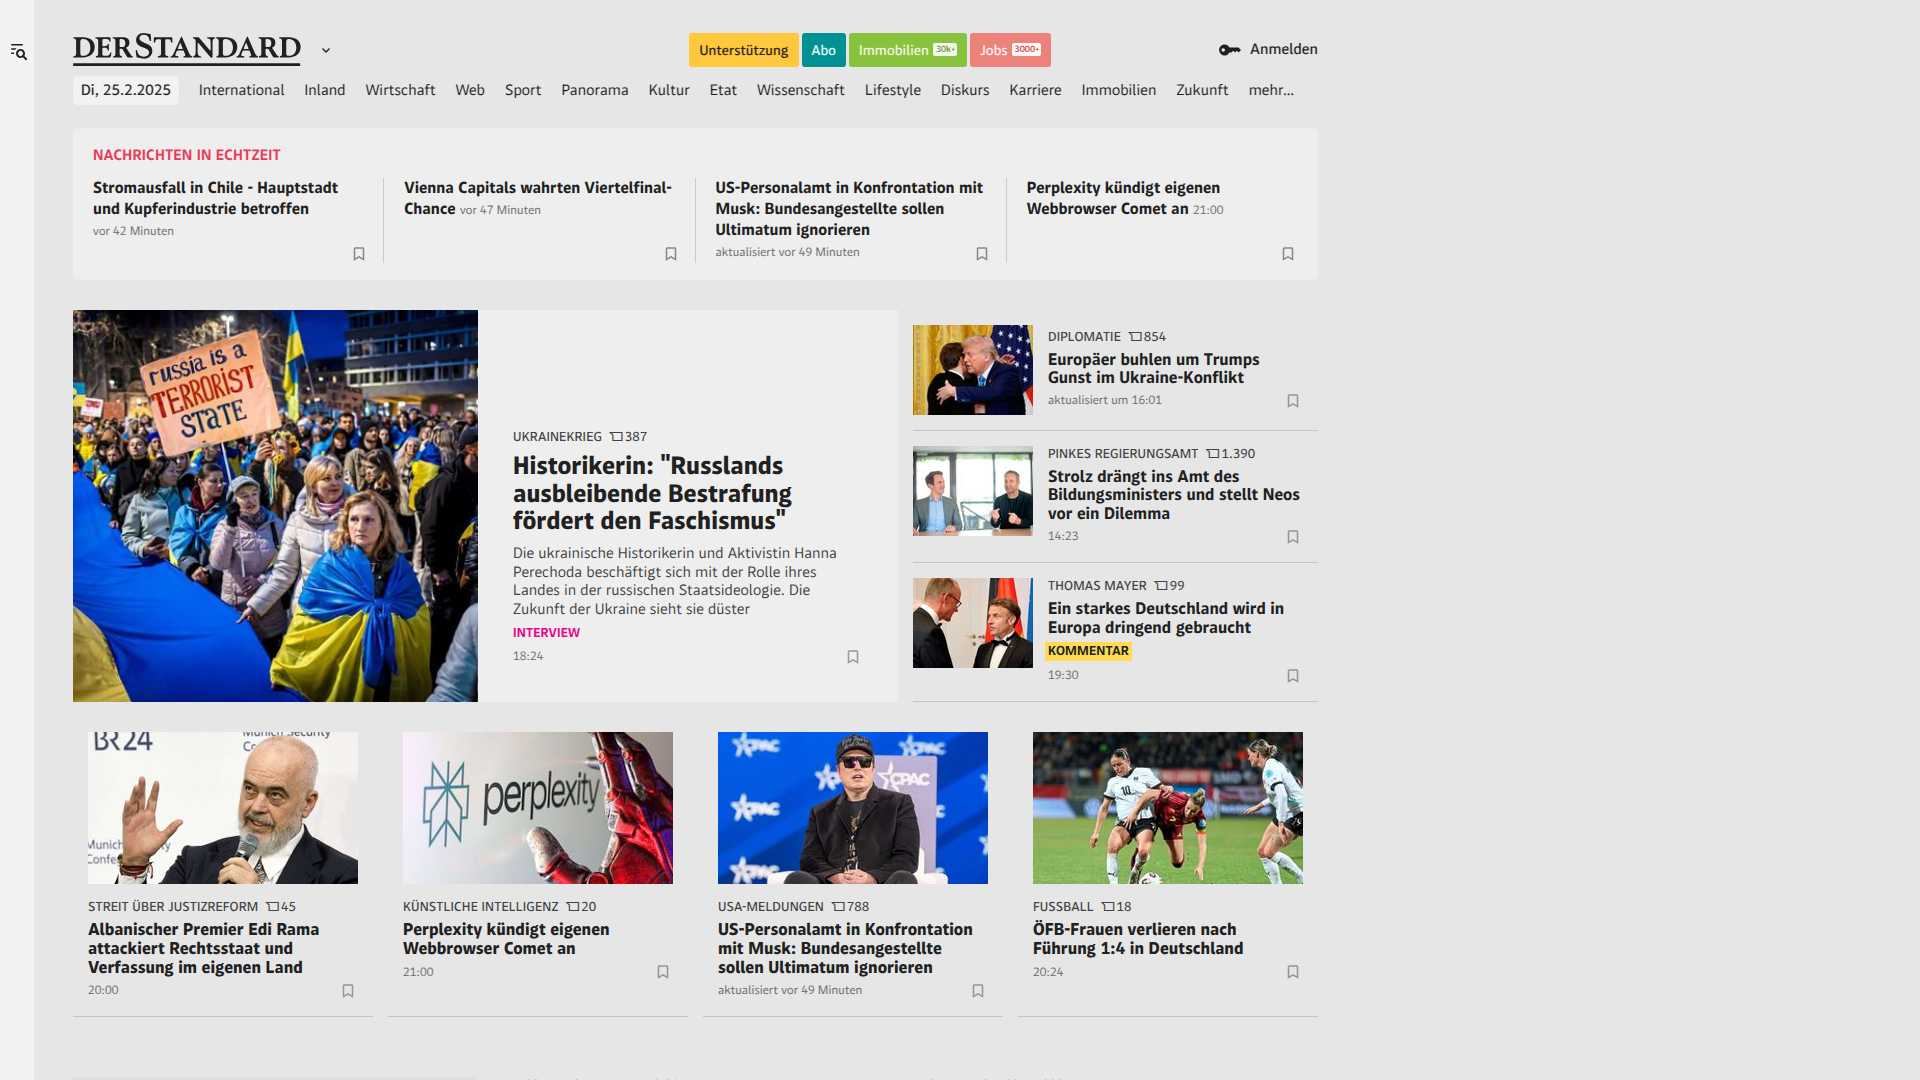 DERSTANDARD
Unterstützung
Abo
Immobilien 30k+
Jobs 3000+
Anmelden
Di, 25.2.2025
International
Inland
Wirtschaft
Web
Sport
Panorama
Kultur
Etat
Wissenschaft
Lifestyle
Diskurs
Karriere
Immobilien
Zukunft
mehr...
NACHRICHTEN IN ECHTZEIT
Stromausfall in Chile - Hauptstadt
und Kupferindustrie betroffen
vor 42 Minuten
Vienna Capitals wahrten Viertelfinal-
Chance vor 47 Minuten
US-Personalamt in Konfrontation mit
Musk: Bundesangestellte sollen
Ultimatum ignorieren
aktualisiert vor 49 Minuten
Perplexity kündigt eigenen
Webbrowser Comet an 21:00
russia is a
TERRORIST
STATE
UKRAINEKRIEG 387
Historikerin: "Russlands
ausbleibende Bestrafung
fördert den Faschismus"
Die ukrainische Historikerin und Aktivistin Hanna
Perechoda beschäftigt sich mit der Rolle ihres
Landes in der russischen Staatsideologie. Die
Zukunft der Ukraine sieht sie düster
INTERVIEW
18:24
DIPLOMATIE 854
Europäer buhlen um Trumps
Gunst im Ukraine-Konflikt
aktualisiert um 16:01
PINKES REGIERUNGSAMT 1.390
Strolz drängt ins Amt des
Bildungsministers und stellt Neos
vor ein Dilemma
14:23
THOMAS MAYER 99
Ein starkes Deutschland wird in
Europa dringend gebraucht
KOMMENTAR
19:30
BR24
Munich Security
STREIT ÜBER JUSTIZREFORM 45
Albanischer Premier Edi Rama
attackiert Rechtsstaat und
Verfassung im eigenen Land
20:00
perplexity
KÜNSTLICHE INTELLIGENZ 20
Perplexity kündigt eigenen
Webbrowser Comet an
21:00
CPAC
CPAC
USA-MELDUNGEN 788
US-Personalamt in Konfrontation
mit Musk: Bundesangestellte
sollen Ultimatum ignorieren
aktualisiert vor 49 Minuten
10
FUSSBALL 18
ÖFB-Frauen verlieren nach
Führung 1:4 in Deutschland
20:24